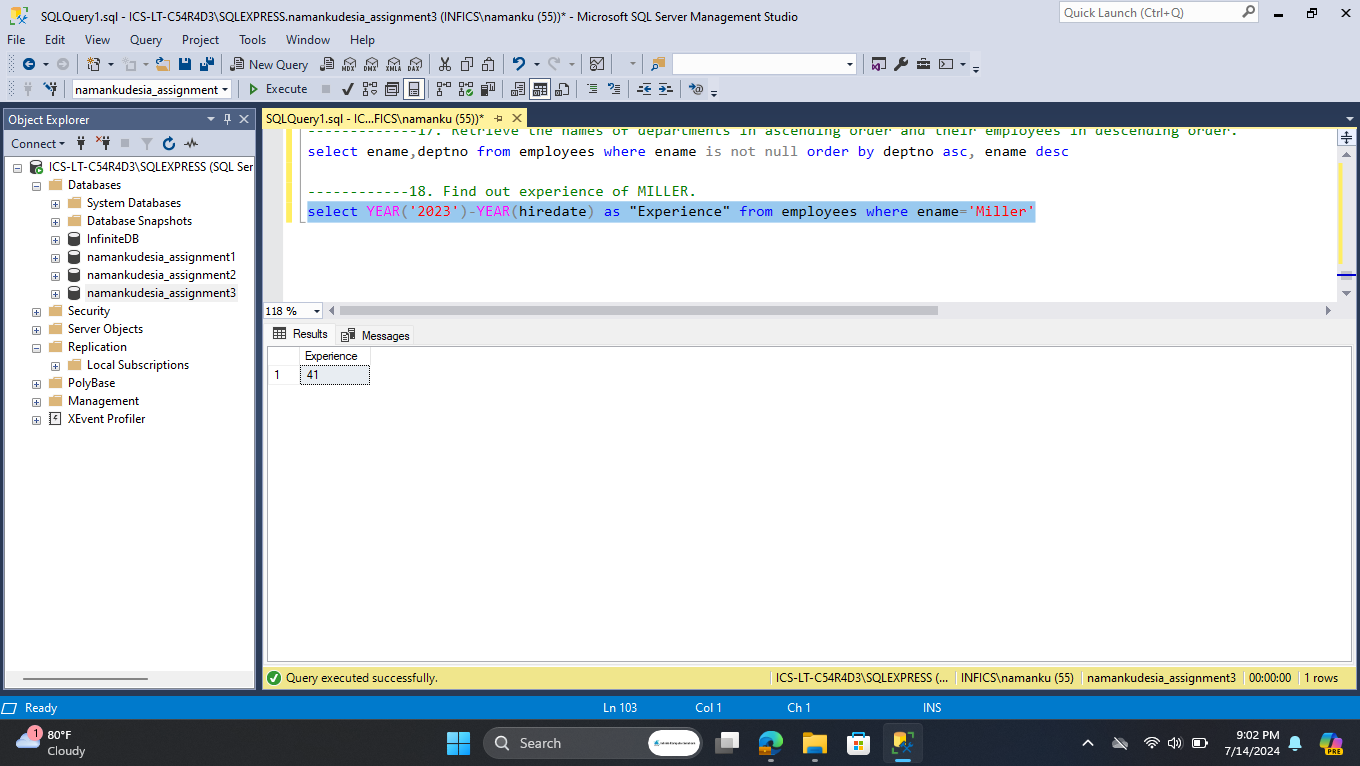 SQLQuery1.sql - ICS-LT-C54R4D3\SQLEXPRESS.namankudesia_assignment3 (INFICS\namanku (55))* - Microsoft SQL Server Management Studio
Quick Launch (Ctrl+Q)
File Edit View Query Project Tools Window Help
New Query MDX DMX XMLA DAX
namankudesia_assignment Execute
Object Explorer
Connect
ICS-LT-C54R4D3\SQLEXPRESS (SQL Ser
Databases
System Databases
Database Snapshots
InfiniteDB
namankudesia_assignment1
namankudesia_assignment2
namankudesia_assignment3
Security
Server Objects
Replication
Local Subscriptions
PolyBase
Management
XEvent Profiler
SQLQuery1.sql - IC...FICS\namanku (55))*
-------------17. Retrieve the names of departments in ascending order and their employees in descending order.
select ename,deptno from employees where ename is not null order by deptno asc, ename desc
------------18. Find out experience of MILLER.
select YEAR('2023')-YEAR(hiredate) as "Experience" from employees where ename='Miller'
118 %
Results Messages
Experience
1 41
Query executed successfully.
ICS-LT-C54R4D3\SQLEXPRESS (... INFICS\namanku (55) namankudesia_assignment3 00:00:00 1 rows
Ready Ln 103 Col 1 Ch 1 INS
1
80°F
Cloudy
Search
PRE
9:02 PM
7/14/2024